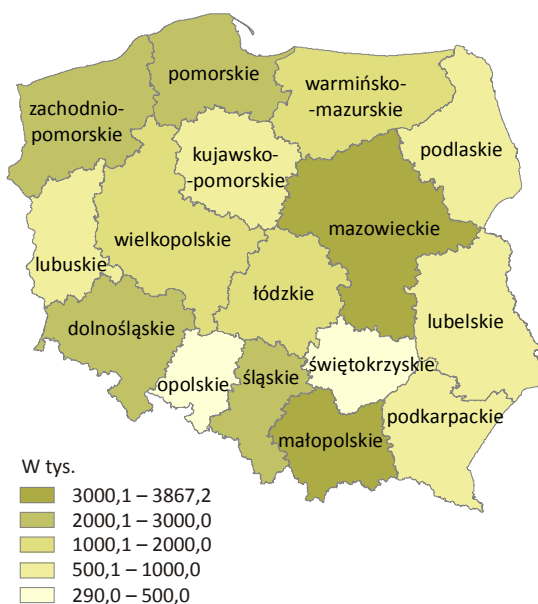 pomorskie
warmińsko-
-mazurskie
zachodnio-
pomorskie
podlaskie
kujawsko-
-pomorskie
mazowieckie
wielkopolskie
lubuskie
łódzkie
lubelskie
dolnośląskie
świętokrzyskie
opolskie
śląskie
podkarpackie
małopolskie
W tys.
3000,1 – 3867,2
2000,1 – 3000,0
1000,1 – 2000,0
500,1 – 1000,0
290,0 – 500,0